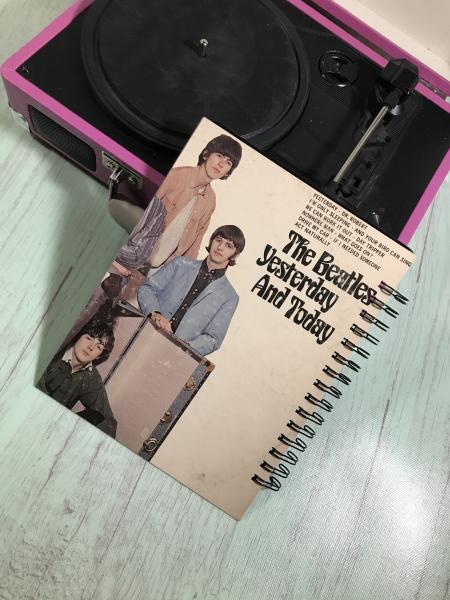 YESTERDAY · DR. ROBERT
I'M ONLY SLEEPING · AND YOUR BIRD CAN SING
WE CAN WORK IT OUT · DAY TRIPPER
NOWHERE MAN · WHAT GOES ON?
DRIVE MY CAR · IF I NEEDED SOMEONE
ACT NATURALLY
The Beatles
Yesterday
And Today